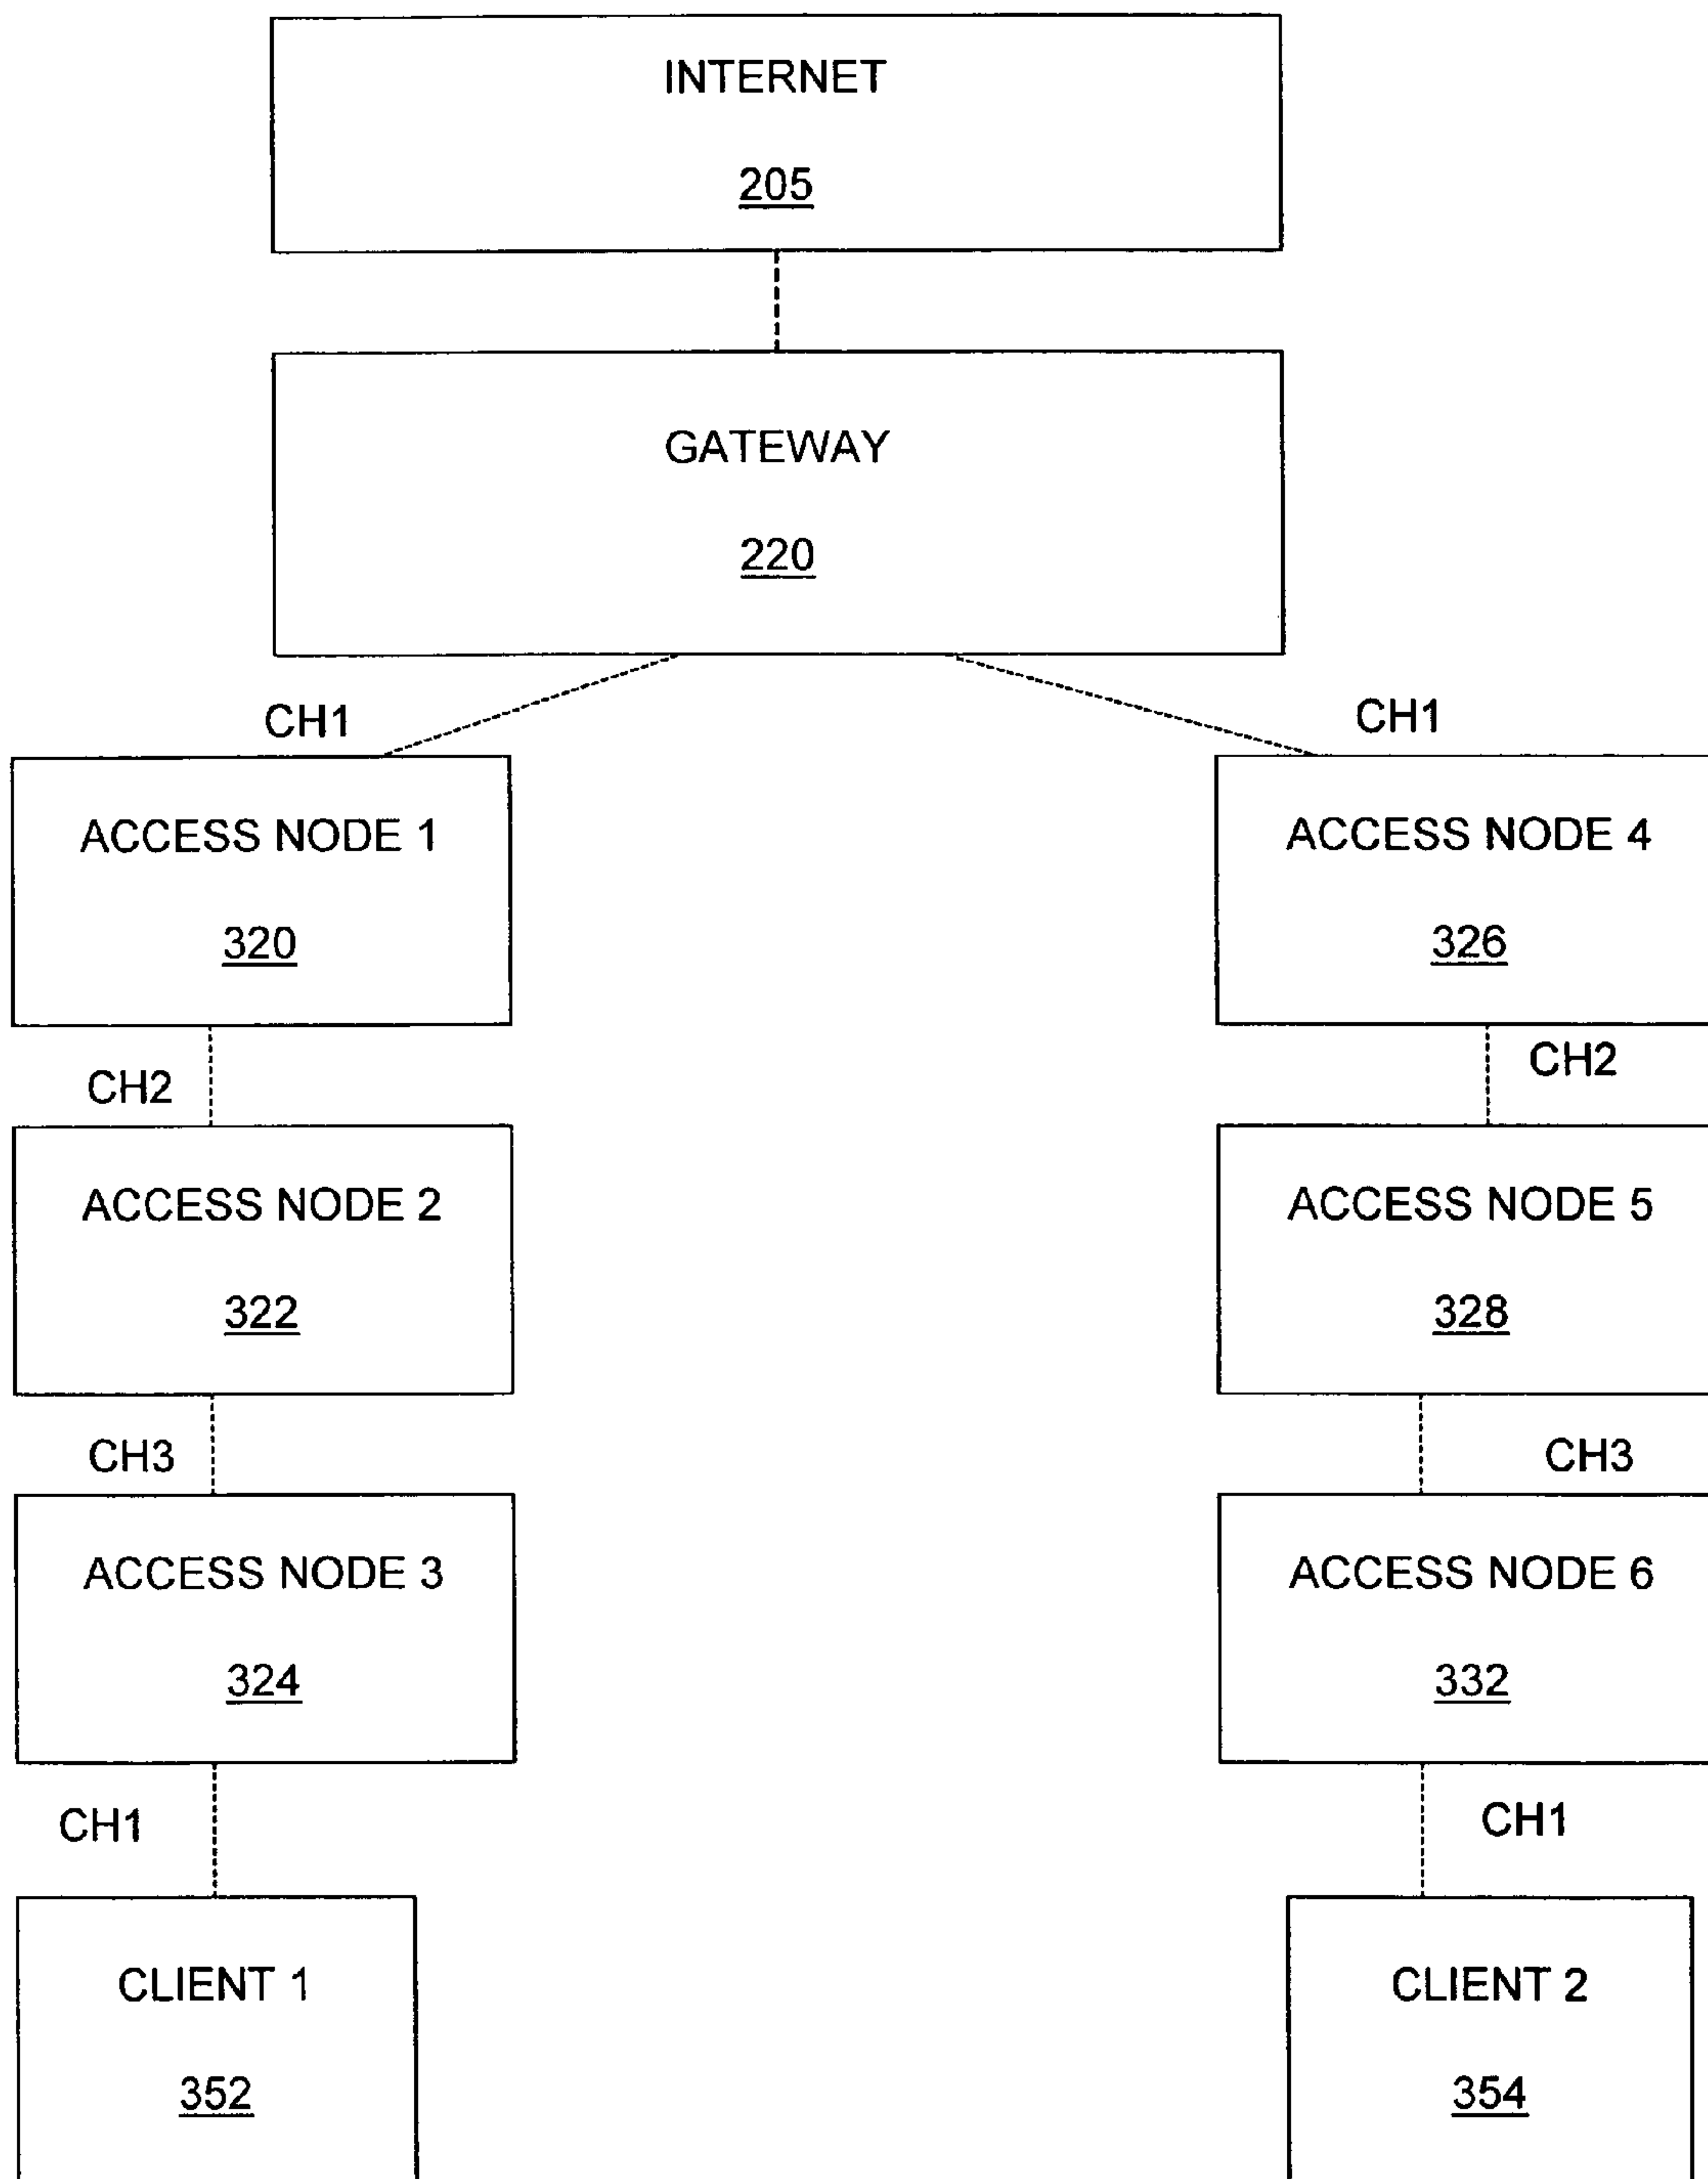 INTERNET
205
GATEWAY
220
CH1
CH1
ACCESS NODE 1
ACCESS NODE 4
320
326
CH2
CH2
ACCESS NODE 2
ACCESS NODE 5
322
328
CH3
CH3
ACCESS NODE 3
ACCESS NODE 6
324
332
CH1
CH1
CLIENT 1
CLIENT 2
352
354